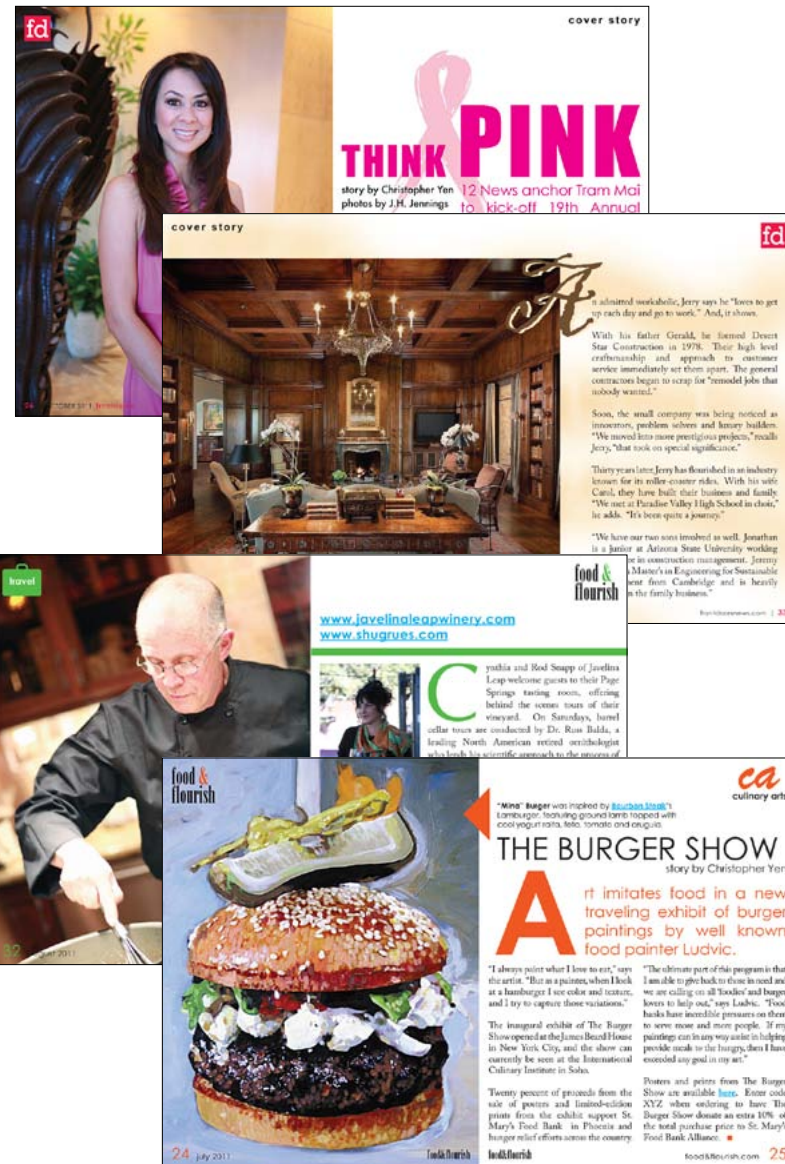 fd
cover story
THINK PINK
story by Christopher Yen
photos by J.H. Jennings
12 News anchor Tram Mai
to kick-off 19th Annual
cover story
fd
An admitted workaholic, Jerry says he "loves to get
up each day and go to work." And, it shows.
With his father Gerald, he formed Desert
Star Construction in 1978. Their high level
craftsmanship and approach to customer
service immediately set them apart. The general
contractors began to scrap for "remodel jobs that
nobody wanted."
Soon, the small company was being noticed as
innovators, problem solvers and luxury builders.
"We moved into more prestigious projects," recalls
Jerry, "that took on special significance."
Thirty years later, Jerry has flourished in an industry
known for its roller-coaster rides. With his wife
Carol, they have built their business and family.
"We met at Paradise Valley High School in choir,"
he adds. "It's been quite a journey."
"We have our two sons involved as well. Jonathan
is a junior at Arizona State University working
in construction management. Jeremy
Master's in Engineering for Sustainable
from Cambridge and is heavily
the family business."
travel
food &
flourish
www.javelinaleapwinery.com
www.shugrues.com
Cynthia and Rod Snapp of Javelina
Leap welcome guests to their Page
Springs tasting room, offering
behind the scenes tours of their
vineyard. On Saturdays, barrel
cellar tours are conducted by Dr. Russ Balda, a
leading North American retired ornithologist
who lends his scientific approach to the process of
32 2011
food &
flourish
ca
culinary arts
"Mina" Burger was inspired by Bourbon Steak's
Lamburger, featuring ground lamb topped with
cool yogurt raita, feta, tomato and arugula.
THE BURGER SHOW
story by Christopher Yen
Art imitates food in a new
traveling exhibit of burger
paintings by well known
food painter Ludvic.
"I always paint what I love to eat," says
the artist. "But as a painter, when I look
at a hamburger I see color and texture,
and I try to capture those variations."
The inaugural exhibit of The Burger
Show opened at the James Beard House
in New York City, and the show can
currently be seen at the International
Culinary Institute in Soho.
Twenty percent of proceeds from the
sale of posters and limited-edition
prints from the exhibit support St.
Mary's Food Bank in Phoenix and
hunger relief efforts across the country.
"The ultimate part of this program is that
I am able to give back to those in need and
we are calling on all 'foodies' and burger
lovers to help out," says Ludvic. "Food
banks have incredible pressures on them
to serve more and more people. If my
paintings can in any way assist in helping
provide meals to the hungry, then I have
exceeded any goal in my art."
Posters and prints from The Burger
Show are available here. Enter code
XYZ when ordering to have The
Burger Show donate an extra 10% of
the total purchase price to St. Mary's
Food Bank Alliance.
24 july 2011
food&flourish
food&flourish
food&flourish.com 25